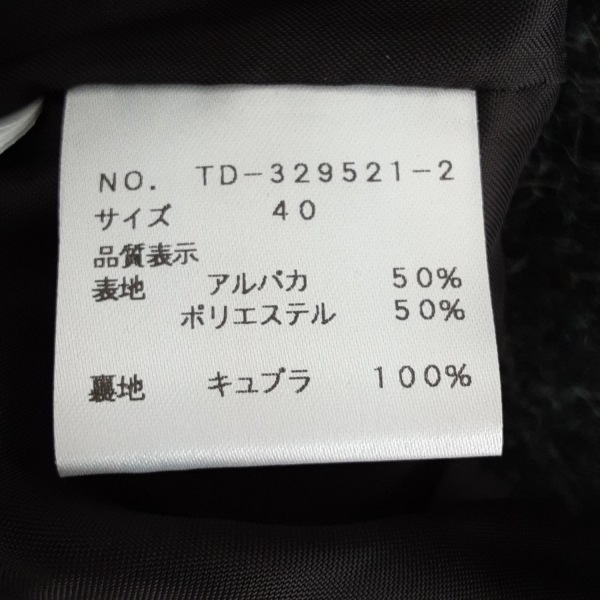 NO. TD-329521-2
サイズ 40
品質表示
表地 アルパカ 50%
ポリエステル 50%
裏地 キュプラ 100%